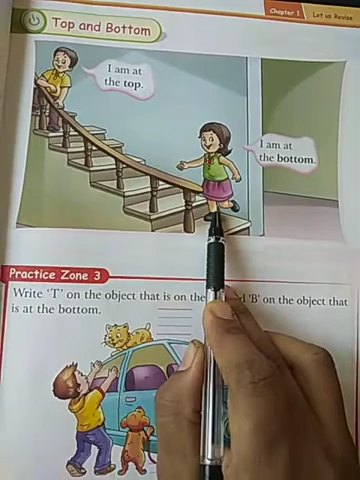 Chapter 1
Let us Revise
Top and Bottom
I am at
the top.
I am at
the bottom.
Practice Zone 3
Write 'T' on the object that is on the 'B' on the object that
is at the bottom.